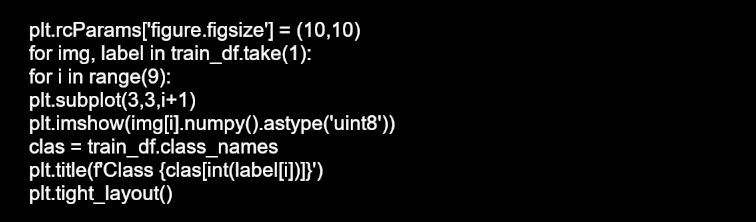 plt.rcParams['figure.figsize'] = (10,10)
for img, label in train_df.take(1):
for i in range(9):
plt.subplot(3,3,i+1)
plt.imshow(img[i].numpy().astype('uint8'))
clas = train_df.class_names
plt.title(f'Class {clas[int(label[i])]}')
plt.tight_layout()